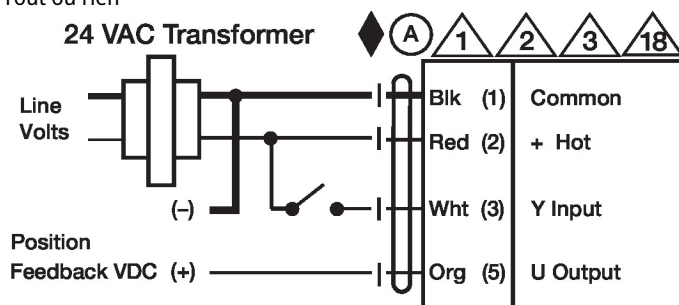 Tout ou rien
24 VAC Transformer
A 1 2 3 18
Line
Volts
Blk (1) Common
Red (2) + Hot
(–)
Wht (3) Y Input
Position
Feedback VDC (+)
Org (5) U Output